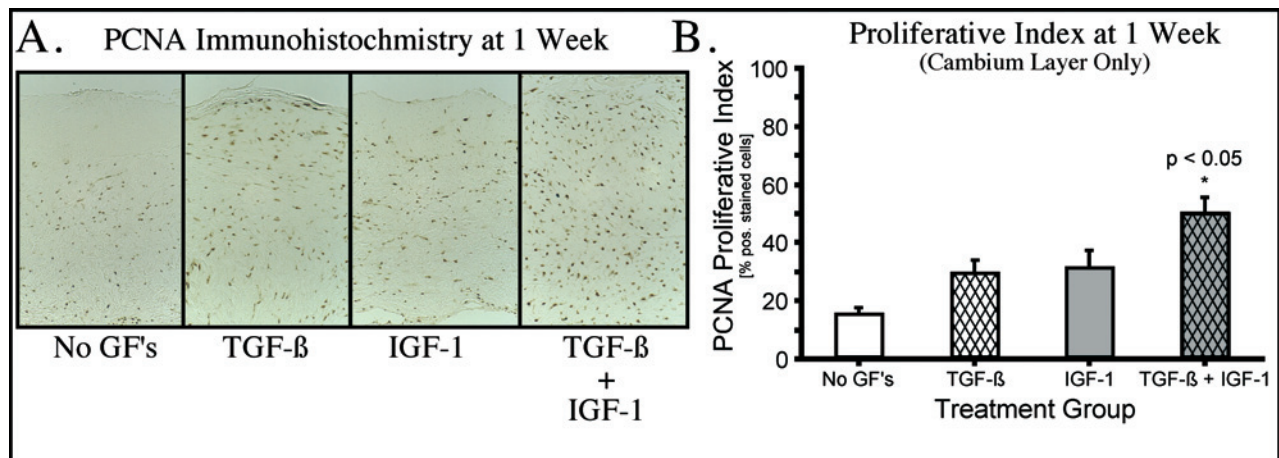 A. PCNA Immunohistochmistry at 1 Week
No GF's
TGF-ß
IGF-1
TGF-ß
+
IGF-1
B. Proliferative Index at 1 Week
(Cambium Layer Only)
PCNA Proliferative Index
[% pos. stained cells]
100
80
60
40
20
0
p < 0.05
*
No GF's
TGF-ß
IGF-1
TGF-ß + IGF-1
Treatment Group